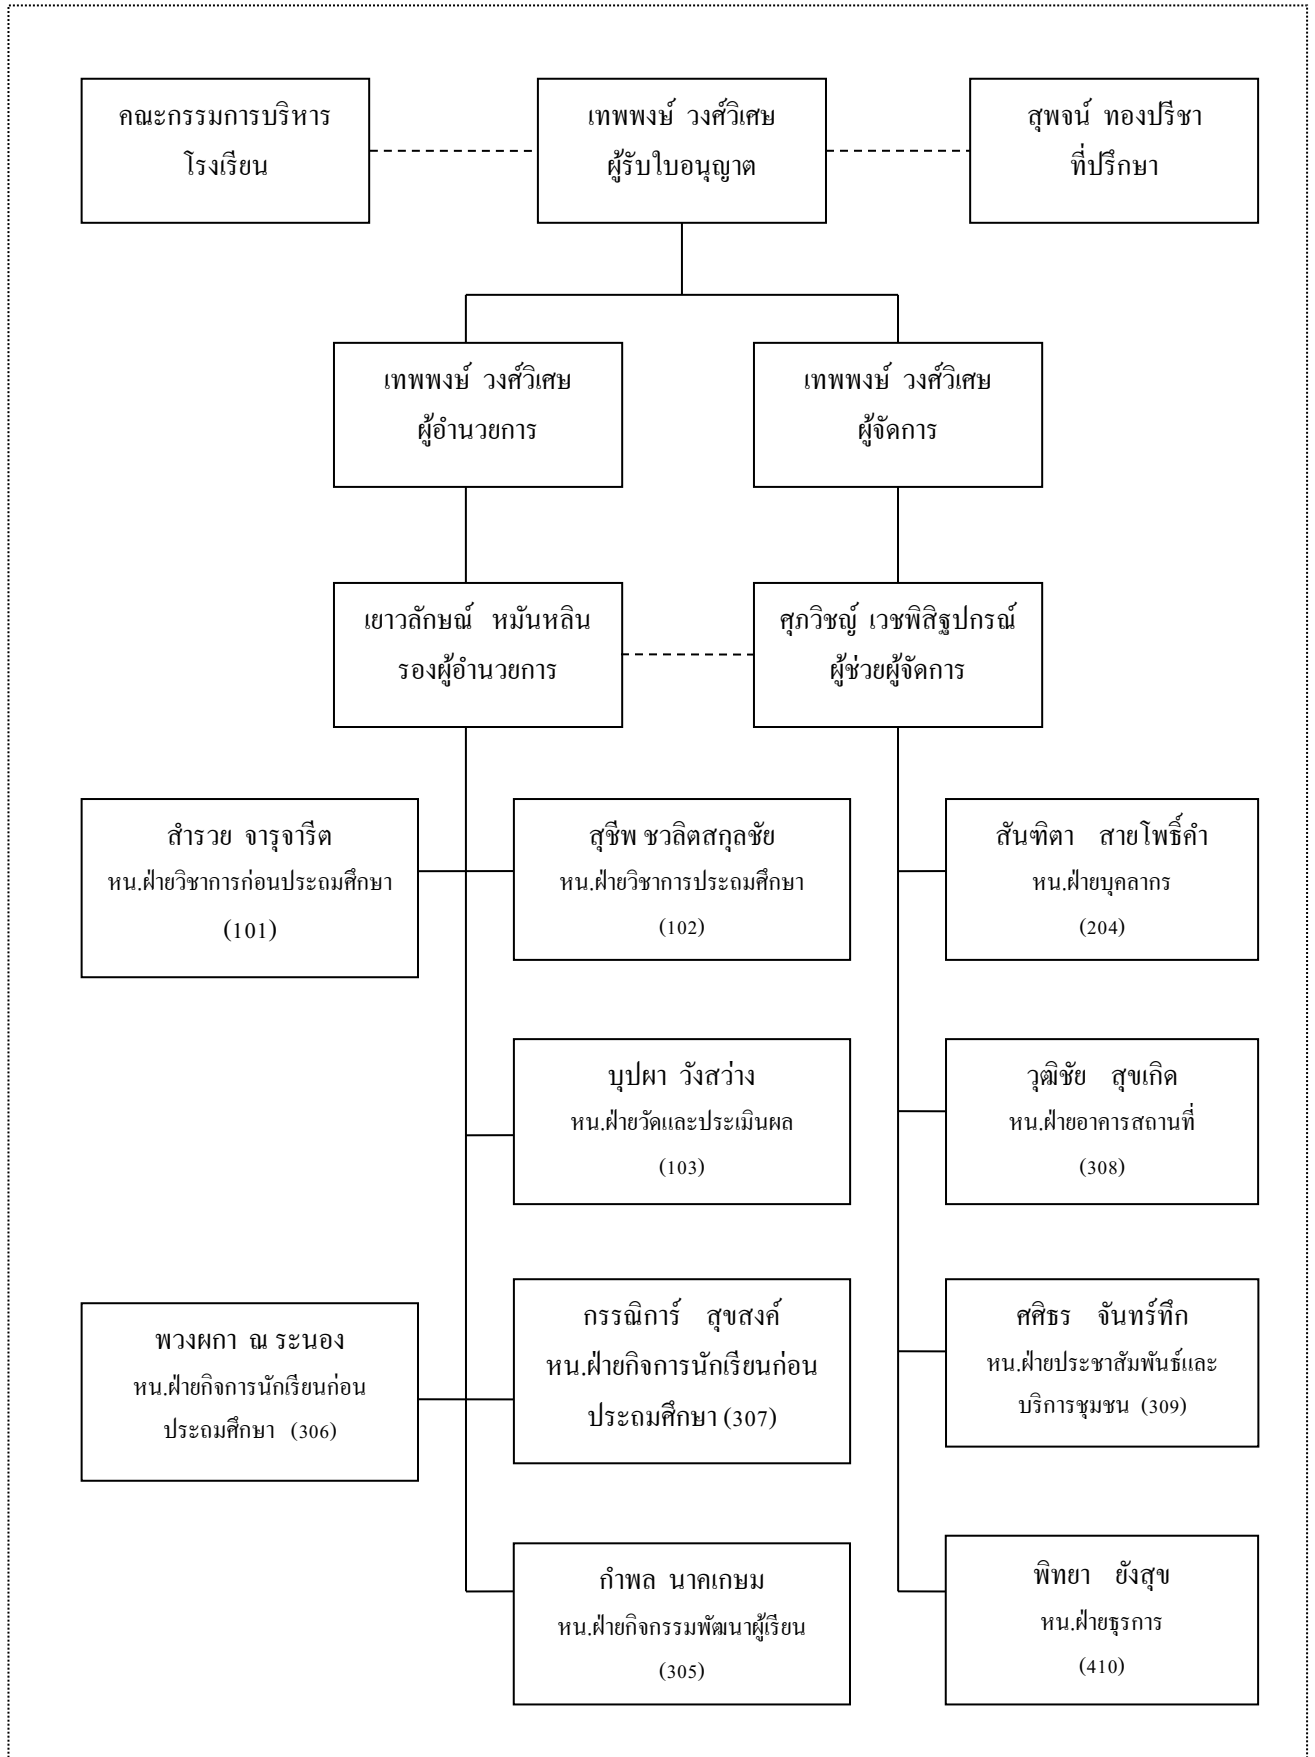 คณะกรรมการบริหาร
โรงเรียน
เทพพงษ์ วงศ์วิเศษ
ผู้รับใบอนุญาต
สุพจน์ ทองปรีชา
ที่ปรึกษา
เทพพงษ์ วงศ์วิเศษ
ผู้อำนวยการ
เทพพงษ์ วงศ์วิเศษ
ผู้จัดการ
เยาวลักษณ์ หมันหลิน
รองผู้อำนวยการ
ศุภวิชญ์ เวชพิสิฐปกรณ์
ผู้ช่วยผู้จัดการ
สำรวย จารุจารีต
หน.ฝ่ายวิชาการก่อนประถมศึกษา
(101)
สุชีพ ชวลิตสกุลชัย
หน.ฝ่ายวิชาการประถมศึกษา
(102)
สันฑิตา สายโพธิ์คำ
หน.ฝ่ายบุคลากร
(204)
บุปผา วังสว่าง
หน.ฝ่ายวัดและประเมินผล
(103)
วุฒิชัย สุขเกิด
หน.ฝ่ายอาคารสถานที่
(308)
พวงผกา ณ ระนอง
หน.ฝ่ายกิจการนักเรียนก่อน
ประถมศึกษา (306)
กรรณิการ์ สุขสงค์
หน.ฝ่ายกิจการนักเรียนก่อน
ประถมศึกษา (307)
ศศิธร จันทร์ทึก
หน.ฝ่ายประชาสัมพันธ์และ
บริการชุมชน (309)
กำพล นาคเกษม
หน.ฝ่ายกิจกรรมพัฒนาผู้เรียน
(305)
พิทยา ยังสุข
หน.ฝ่ายธุรการ
(410)